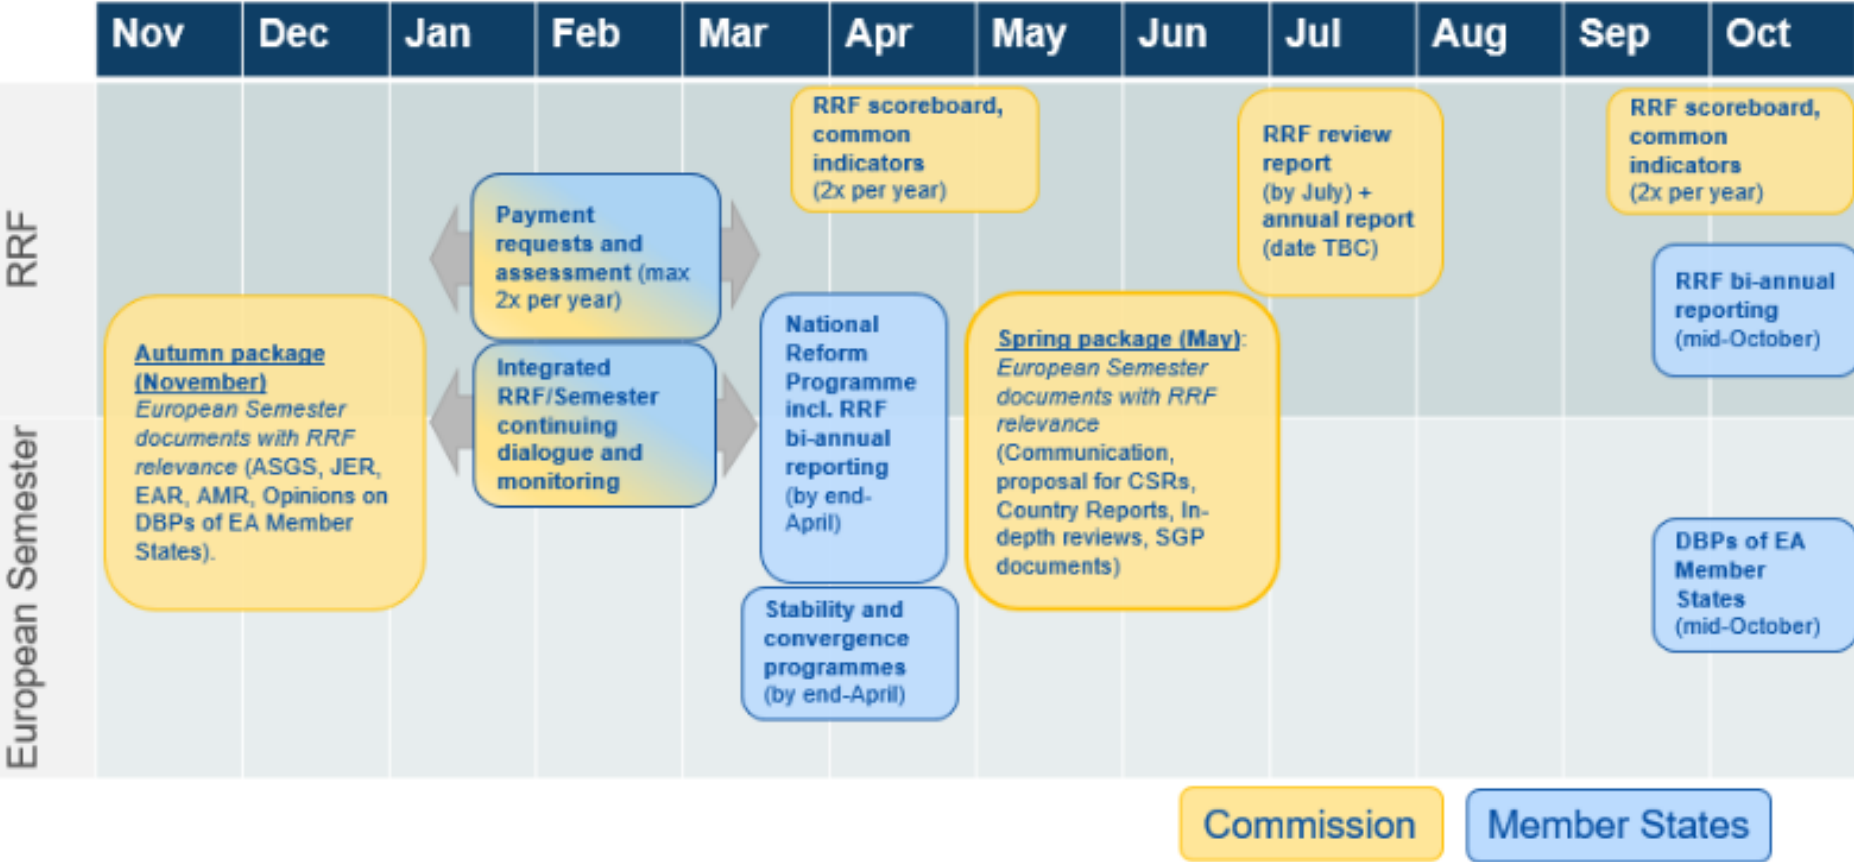 Nov Dec Jan Feb Mar Apr May Jun Jul Aug Sep Oct
RRF
European Semester
Autumn package
(November)
European Semester
documents with RRF
relevance (ASGS, JER,
EAR, AMR, Opinions on
DBPs of EA Member
States).
Payment
requests and
assessment (max
2x per year)
Integrated
RRF/Semester
continuing
dialogue and
monitoring
RRF scoreboard,
common
indicators
(2x per year)
National
Reform
Programme
incl. RRF
bi-annual
reporting
(by end-
April)
Stability and
convergence
programmes
(by end-April)
Spring package (May):
European Semester
documents with RRF
relevance
(Communication,
proposal for CSRs,
Country Reports, In-
depth reviews, SGP
documents)
RRF review
report
(by July) +
annual report
(date TBC)
RRF scoreboard,
common
indicators
(2x per year)
RRF bi-annual
reporting
(mid-October)
DBPs of EA
Member
States
(mid-October)
Commission
Member States